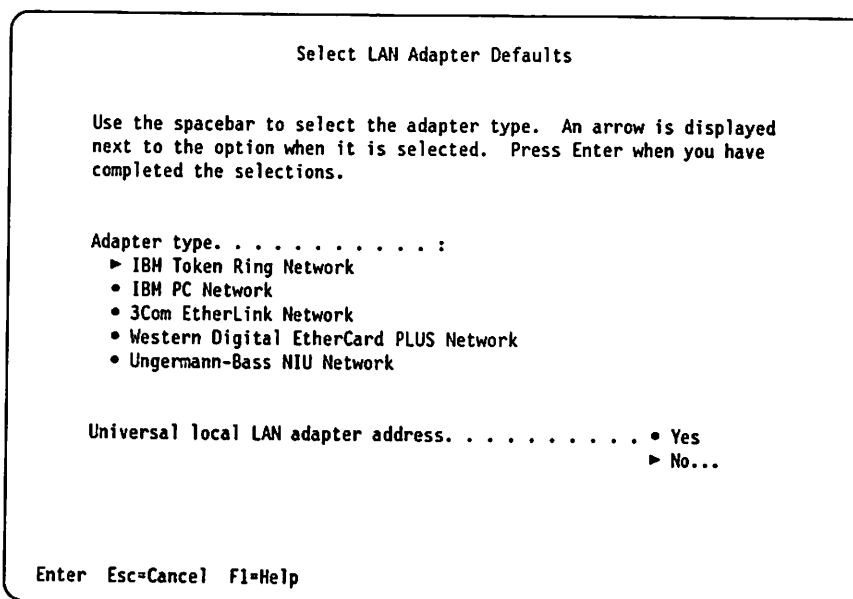 Select LAN Adapter Defaults
Use the spacebar to select the adapter type. An arrow is displayed
next to the option when it is selected. Press Enter when you have
completed the selections.
Adapter type. . . . . . . . . . . :
► IBM Token Ring Network
• IBM PC Network
• 3Com EtherLink Network
• Western Digital EtherCard PLUS Network
• Ungermann-Bass NIU Network
Universal local LAN adapter address. . . . . . . . . . • Yes
► No...
Enter Esc=Cancel F1=Help